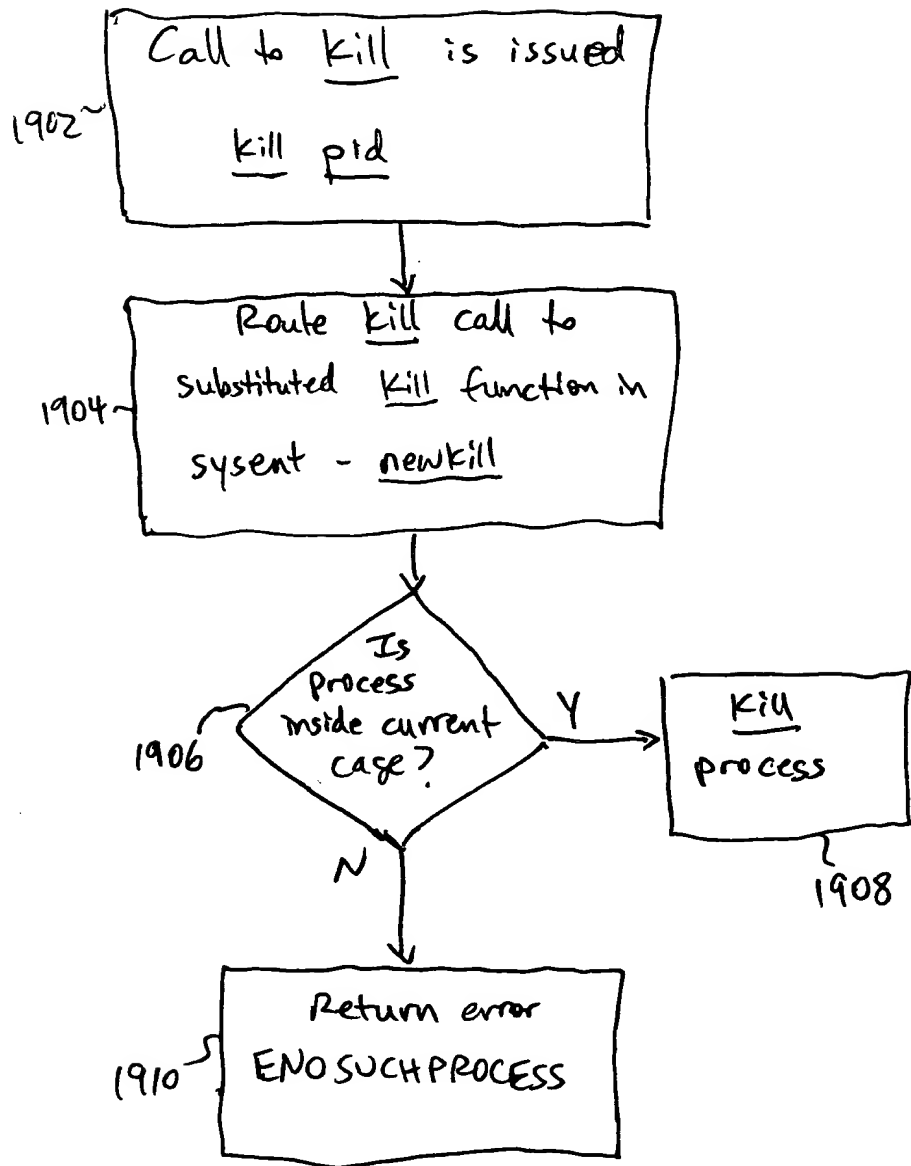 Call to kill is issued
kill pid
1902
Route kill call to
substituted kill function in
sysent - newkill
1904
Is
process
inside current
case?
1906
Y
kill
process
1908
N
Return error
ENOSUCHPROCESS
1910